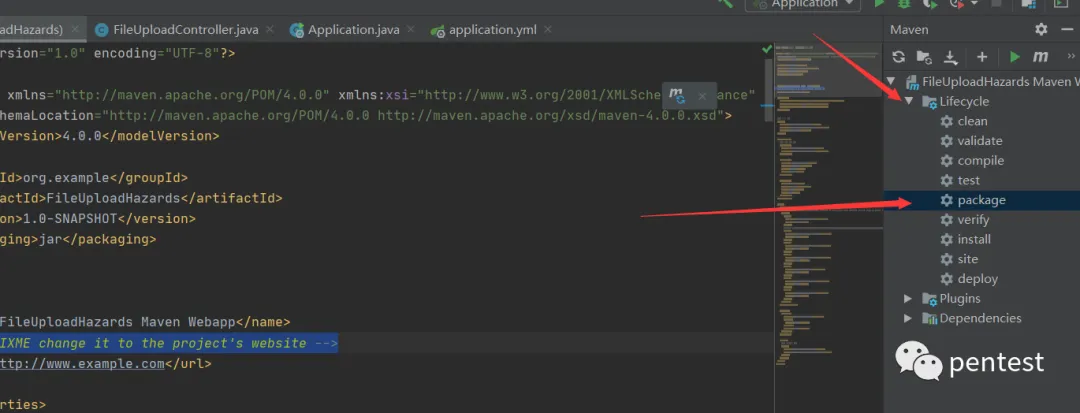 Application
adHazards)
FileUploadController.java
Application.java
application.yml
Maven
rsion="1.0" encoding="UTF-8"?>
xmlns="http://maven.apache.org/POM/4.0.0" xmlns:xsi="http://www.w3.org/2001/XMLSche ance"
hemaLocation="http://maven.apache.org/POM/4.0.0 http://maven.apache.org/xsd/maven-4.0.0.xsd">
Version>4.0.0</modelVersion>
Id>org.example</groupId>
actId>FileUploadHazards</artifactId>
on>1.0-SNAPSHOT</version>
ging>jar</packaging>
FileUploadHazards Maven Webapp</name>
IXME change it to the project's website -->
ttp://www.example.com</url>
erties>
FileUploadHazards Maven W
Lifecycle
clean
validate
compile
test
package
verify
install
site
deploy
Plugins
Dependencies
pentest